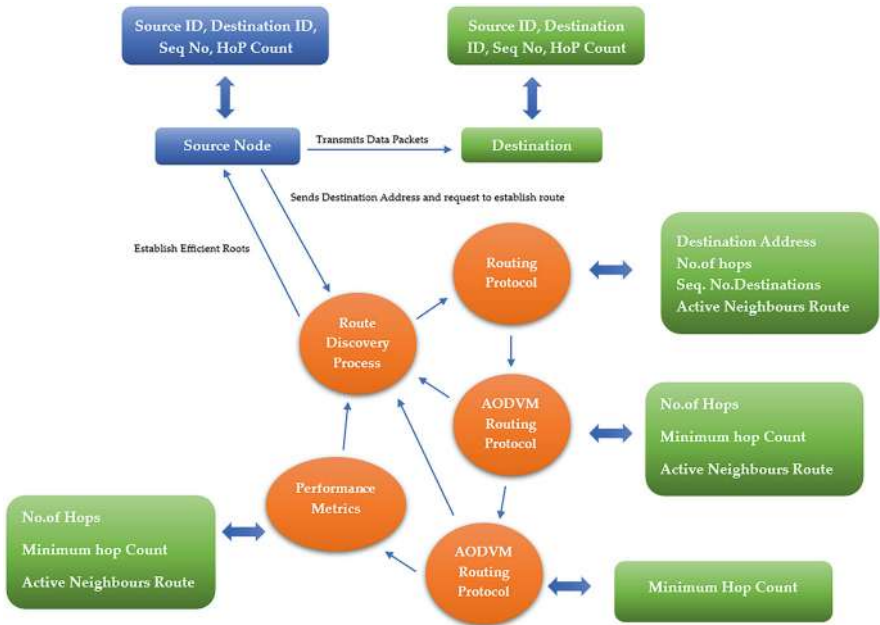 Source ID, Destination ID,
Seq No, HoP Count
Source ID, Destination
ID, Seq No, HoP Count
Source Node
Transmits Data Packets
Destination
Sends Destination Address and request to establish route
Establish Efficient Roots
Routing
Protocol
Destination Address
No.of hops
Seq. No.Destinations
Active Neighbours Route
Route
Discovery
Process
AODVM
Routing
Protocol
No.of Hops
Minimum hop Count
Active Neighbours Route
Performance
Metrics
No.of Hops
Minimum hop Count
Active Neighbours Route
AODVM
Routing
Protocol
Minimum Hop Count